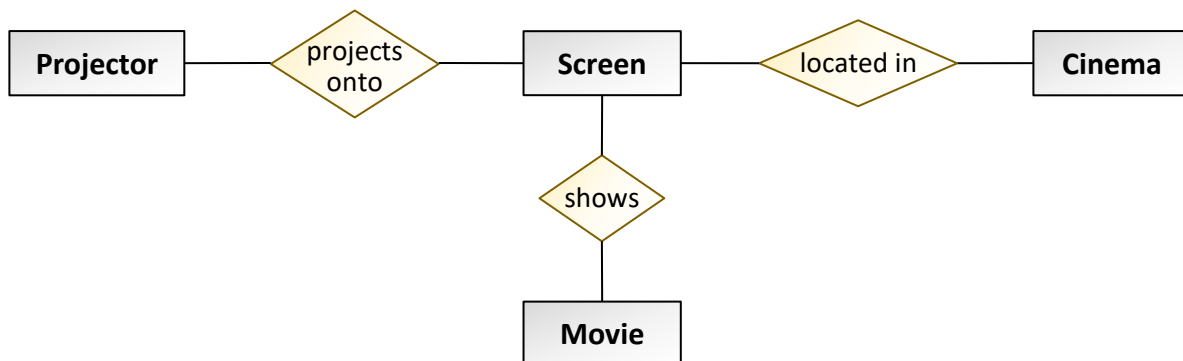 Projector
projects
onto
Screen
located in
Cinema
shows
Movie